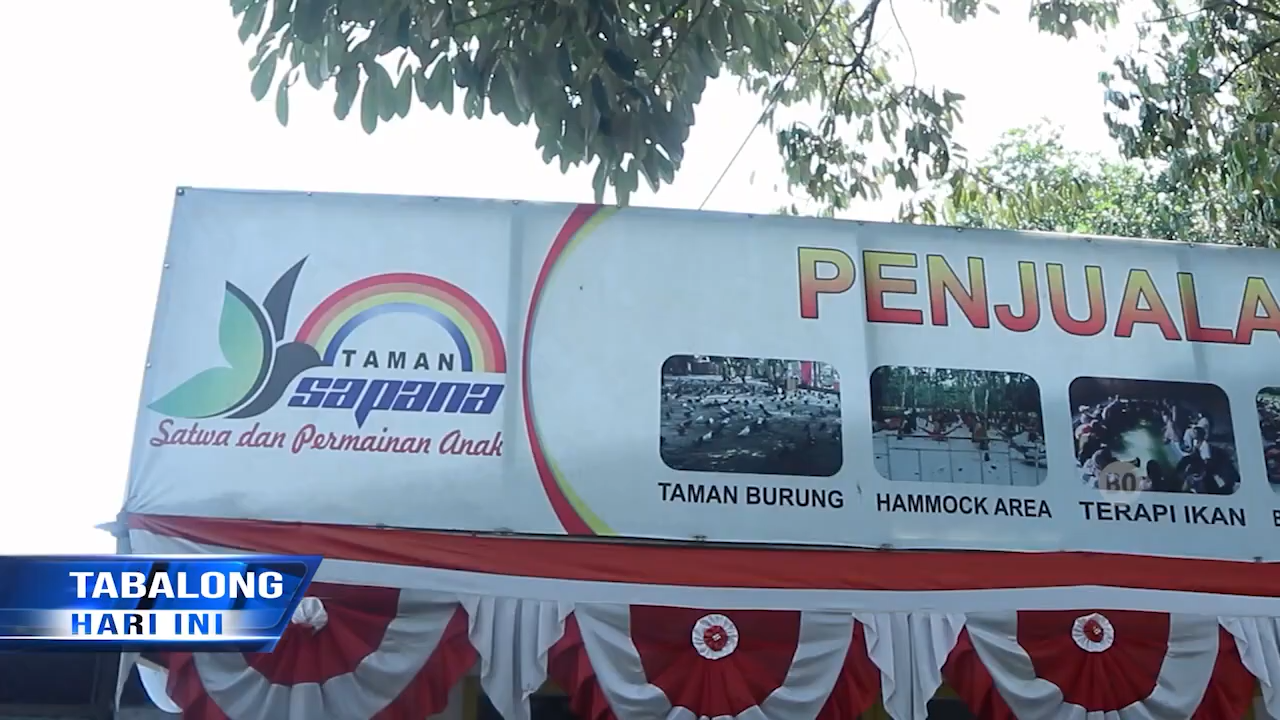 TAMAN
sapana
Satwa dan Permainan Anak
PENJUALA
TAMAN BURUNG
HAMMOCK AREA
TERAPI IKAN
TABALONG
HARI INI